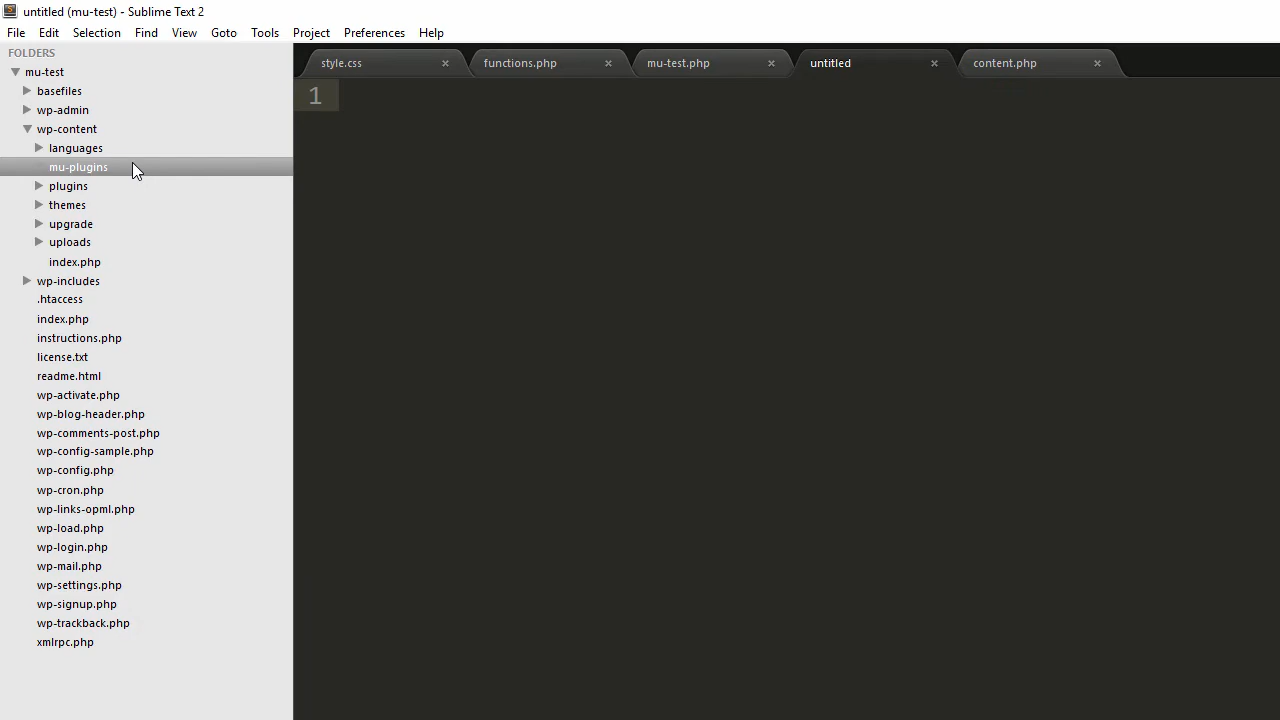 untitled (mu-test) - Sublime Text 2
File Edit Selection Find View Goto Tools Project Preferences Help
FOLDERS
mu-test
basefiles
wp-admin
wp-content
languages
mu-plugins
plugins
themes
upgrade
uploads
index.php
wp-includes
.htaccess
index.php
instructions.php
license.txt
readme.html
wp-activate.php
wp-blog-header.php
wp-comments-post.php
wp-config-sample.php
wp-config.php
wp-cron.php
wp-links-opml.php
wp-load.php
wp-login.php
wp-mail.php
wp-settings.php
wp-signup.php
wp-trackback.php
xmlrpc.php
style.css functions.php mu-test.php untitled content.php
1